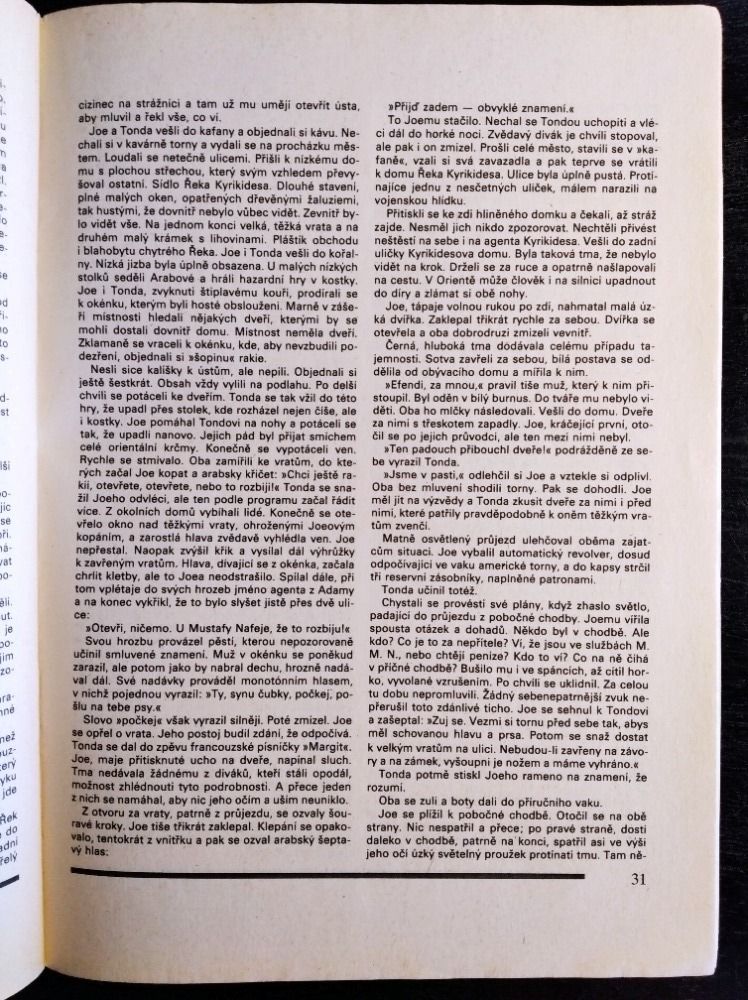 cizinec na strážnici a tam už mu umějí otevřít ústa,
aby mluvil a řekl vše, co ví.
Joe a Tonda vešli do kafany a objednali si kávu. Ne-
chali si v kavárně torny a vydali se na procházku měs-
tem. Loudali se netečně ulicemi. Přišli k nízkému do-
mu s plochou střechou, který svým vzhledem převy-
šoval ostatní. Sídlo Řeka Kyrikidesa. Dlouhé stavení,
plné malých oken, opatřených dřevěnými žaluziemi,
tak hustými, že dovnitř nebylo vůbec vidět. Zevnitř by-
lo vidět vše. Na jednom konci velká, těžká vrata a na
druhém malý krámek s lihovinami. Pláštik obchodu
i blahobytu chytrého Řeka. Joe i Tonda vešli do kořal-
ny. Nízká jizba byla úplně obsazena. U malých nízkých
stolků seděli Arabové a hráli hazardní hry v kostky.
Joe i Tonda, zvyknutí štiplavému kouři, prodírali se
k okénku, kterým byli hosté obslouženi. Marně v záše-
ří místnosti hledali nějakých dveří, kterými by se
mohli dostali dovnitř domu. Místnost neměla dveří.
Zklamaně se vraceli k okénku, kde, aby nevzbudili po-
dezření, objednali si »šopinu« rakie.
Nesli sice kalíšky k ústům, ale nepili. Objednali si
ještě šestkrát. Obsah vždy vylili na podlahu. Po delší
chvíli se potáceli ke dveřím. Tonda se tak vžil do této
hry, že upadl přes stolek, kde rozházel nejen číše, ale
i kostky. Joe pomáhal Tondovi na nohy a potáceli se
tak, že upadli nanovo. Jejich pád byl přijat smíchem
celé orientální krčmy. Konečně se vypotáceli ven.
Rychle se stmívalo. Oba zamířili ke vratům, do kte-
rých začal Joe kopat a arabsky křičet: »Chci ještě ra-
kii, otevřete, otevřete, nebo to rozbiji!« Tonda se sna-
žil Joeho odvléci, ale ten podle programu začal řádit
více. Z okolních domů vybíhali lidé. Konečně se ote-
vřelo okno nad těžkými vraty, ohroženými Joeovým
kopáním, a zarostlá hlava zvědavě vyhlédla ven. Joe
nepřestal. Naopak zvýšil křik a vysílal dál výhrůžky
k zavřeným vratům. Hlava, dívající se z okénka, začala
chrlit kletby, ale to Joea neodstrašilo. Spílal dále, při
tom vplétaje do svých hrozeb jméno agenta z Adamy
a na konec vykřikl, že to bylo slyšet jistě přes dvě uli-
ce:
»Otevři, ničemo. U Mustafy Nafeje, že to rozbiju!«
Svou hrozbu provázel pěstí, kterou nepozorovaně
učinil smluvené znamení. Muž v okénku se poněkud
zarazil, ale potom jako by nabral dechu, hrozně nadá-
val dál. Své nadávky prováděl monotónním hlasem,
v nichž pojednou vyrazil: »Ty, synu čubky, počkej, po-
šlu na tebe psy.«
Slovo »počkej« však vyrazil silněji. Poté zmizel. Joe
se opřel o vrata. Jeho postoj budil zdání, že odpočívá.
Tonda se dal do zpěvu francouzské písničky »Margit«.
Joe, maje přitisknuté ucho na dveře, napínal sluch.
Tma nedávala žádnému z diváků, kteří stáli opodál,
možnost zhlédnouti tyto podrobnosti. A přece jeden
z nich se namáhal, aby nic jeho očím a uším neuniklo.
Z otvoru za vraty, patrně z průjezdu, se ozvaly šou-
ravé kroky. Joe tiše třikrát zaklepal. Klepání se opako-
valo, tentokrát z vnitřku a pak se ozval arabský šepta-
vý hlas:
»Přijď zadem — obvyklé znamení.«
To Joemu stačilo. Nechal se Tondou uchopiti a vlé-
ci dál do horké noci. Zvědavý divák je chvíli stopoval,
ale pak i on zmizel. Prošli celé město, stavili se v »ka-
faně«, vzali si svá zavazadla a pak teprve se vrátili
k domu Řeka Kyrikidesa. Ulice byla úplně pustá. Protí-
najíce jednu z nesčetných uliček, málem narazili na
vojenskou hlídku.
Přitiskli se ke zdi hliněného domku a čekali, až stráž
zajde. Nesměl jich nikdo zpozorovat. Nechtěli přivést
neštěstí na sebe i na agenta Kyrikidesa. Vešli do zadní
uličky Kyrikidesova domu. Byla taková tma, že nebylo
vidět na krok. Drželi se za ruce a opatrně našlapovali
na cestu. V Orientě může člověk i na silnici upadnout
do díry a zlámat si obě nohy.
Joe, tápaje volnou rukou po zdi, nahmatal malá úz-
ká dvířka. Zaklepal třikrát rychle za sebou. Dvířka se
otevřela a oba dobrodruzi zmizeli vevnitř.
Černá, hluboká tma dodávala celému případu ta-
jemnosti. Sotva zavřeli za sebou, bílá postava se od-
dělila od obývacího domu a mířila k nim.
»Efendi, za mnou,« pravil tiše muž, který k nim při-
stoupil. Byl oděn v bílý burnus. Do tváře mu nebylo vi-
děti. Oba ho mlčky následovali. Vešli do domu. Dveře
za nimi s třeskotem zapadly. Joe, kráčející první, oto-
čil se po jejich průvodci, ale ten mezi nimi nebyl.
»Ten padouch přibouchl dveře!« podrážděně ze se-
be vyrazil Tonda.
»Jsme v pasti,« odlehčil si Joe a vztekle si odplivl.
Oba bez mluvení shodili torny. Pak se dohodli. Joe
měl jít na výzvědy a Tonda zkusit dveře za nimi i před
nimi, které patřily pravděpodobně k oněm těžkým vra-
tům zvenčí.
Matně osvětlený průjezd ulehčoval oběma zajat-
cům situaci. Joe vybalil automatický revolver, dosud
odpočívající ve vaku americké torny, a do kapsy strčil
tři reservní zásobníky, naplněné patronami.
Tonda učinil totéž.
Chystali se provésti své plány, když zhaslo světlo,
padající do průjezdu z pobočné chodby. Joemu vířila
spousta otázek a dohadů. Někdo byl v chodbě. Ale
kdo? Co je to za nepřítele? Ví, že jsou ve službách M.
M. N., nebo chtějí peníze? Kdo to ví? Co na ně číhá
v příčné chodbě? Bušilo mu i ve spáncích, až cítil hor-
ko, vyvolané vzrušením. Po chvíli se uklidnil. Za celou
tu dobu nepromluvili. Žádný sebenepatrnější zvuk ne-
přerušil toto zdánlivé ticho. Joe se sehnul k Tondovi
a zašeptal: »Zuj se. Vezmi si tornu před sebe tak, abys
měl schovanou hlavu a prsa. Potom se snaž dostat
k velkým vratům na ulici. Nebudou-li zavřeny na závo-
ry a na zámek, vyšoupni je nožem a máme vyhráno.«
Tonda potmě stiskl Joeho rameno na znamení, že
rozumí.
Oba se zuli a boty dali do příručního vaku.
Joe se plížil k pobočné chodbě. Otočil se na obě
strany. Nic nespatřil a přece; po pravé straně, dosti
daleko v chodbě, patrně na konci, spatřil asi ve výši
jeho očí úzký světelný proužek protínati tmu. Tam ně-
31